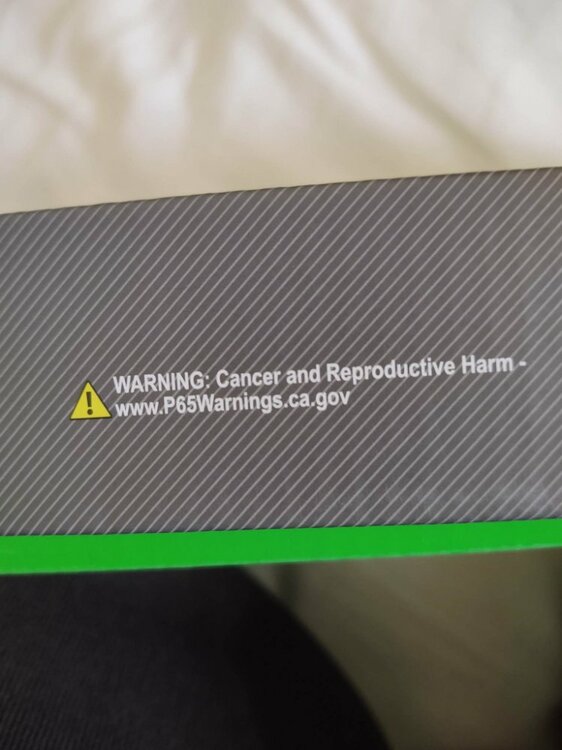 WARNING: Cancer and Reproductive Harm -
www.P65Warnings.ca.gov